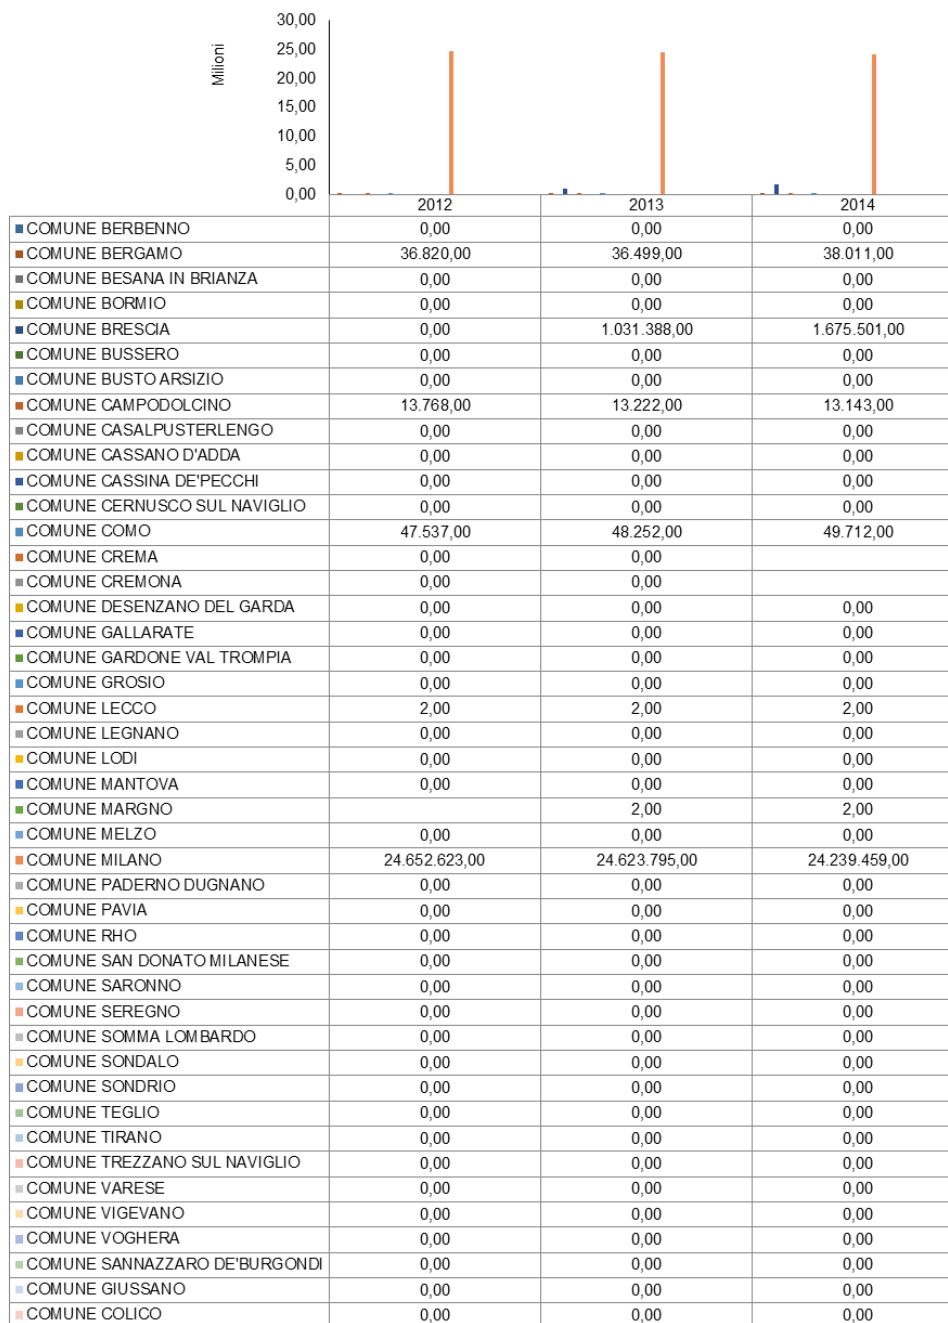 30,00
25,00
20,00
15,00
10,00
5,00
0,00
Milioni
2012 2013 2014
COMUNE BERBENNO 0,00 0,00 0,00
COMUNE BERGAMO 36.820,00 36.499,00 38.011,00
COMUNE BESANA IN BRIANZA 0,00 0,00 0,00
COMUNE BORMIO 0,00 0,00 0,00
COMUNE BRESCIA 0,00 1.031.388,00 1.675.501,00
COMUNE BUSSERO 0,00 0,00 0,00
COMUNE BUSTO ARSIZIO 0,00 0,00 0,00
COMUNE CAMPODOLCINO 13.768,00 13.222,00 13.143,00
COMUNE CASALPUSTERLENGO 0,00 0,00 0,00
COMUNE CASSANO D'ADDA 0,00 0,00 0,00
COMUNE CASSINA DE'PECCHI 0,00 0,00 0,00
COMUNE CERNUSCO SUL NAVIGLIO 0,00 0,00 0,00
COMUNE COMO 47.537,00 48.252,00 49.712,00
COMUNE CREMA 0,00 0,00
COMUNE CREMONA 0,00 0,00
COMUNE DESENZANO DEL GARDA 0,00 0,00 0,00
COMUNE GALLARATE 0,00 0,00 0,00
COMUNE GARDONE VAL TROMPIA 0,00 0,00 0,00
COMUNE GROSIO 0,00 0,00 0,00
COMUNE LECCO 2,00 2,00 2,00
COMUNE LEGNANO 0,00 0,00 0,00
COMUNE LODI 0,00 0,00 0,00
COMUNE MANTOVA 0,00 0,00 0,00
COMUNE MARGNO 2,00 2,00
COMUNE MELZO 0,00 0,00 0,00
COMUNE MILANO 24.652.623,00 24.623.795,00 24.239.459,00
COMUNE PADERNO DUGNANO 0,00 0,00 0,00
COMUNE PAVIA 0,00 0,00 0,00
COMUNE RHO 0,00 0,00 0,00
COMUNE SAN DONATO MILANESE 0,00 0,00 0,00
COMUNE SARONNO 0,00 0,00 0,00
COMUNE SEREGNO 0,00 0,00 0,00
COMUNE SOMMA LOMBARDO 0,00 0,00 0,00
COMUNE SONDALO 0,00 0,00 0,00
COMUNE SONDRIO 0,00 0,00 0,00
COMUNE TEGLIO 0,00 0,00 0,00
COMUNE TIRANO 0,00 0,00 0,00
COMUNE TREZZANO SUL NAVIGLIO 0,00 0,00 0,00
COMUNE VARESE 0,00 0,00 0,00
COMUNE VIGEVANO 0,00 0,00 0,00
COMUNE VOGHERA 0,00 0,00 0,00
COMUNE SANNAZZARO DE'BURGONDI 0,00 0,00 0,00
COMUNE GIUSSANO 0,00 0,00 0,00
COMUNE COLICO 0,00 0,00 0,00